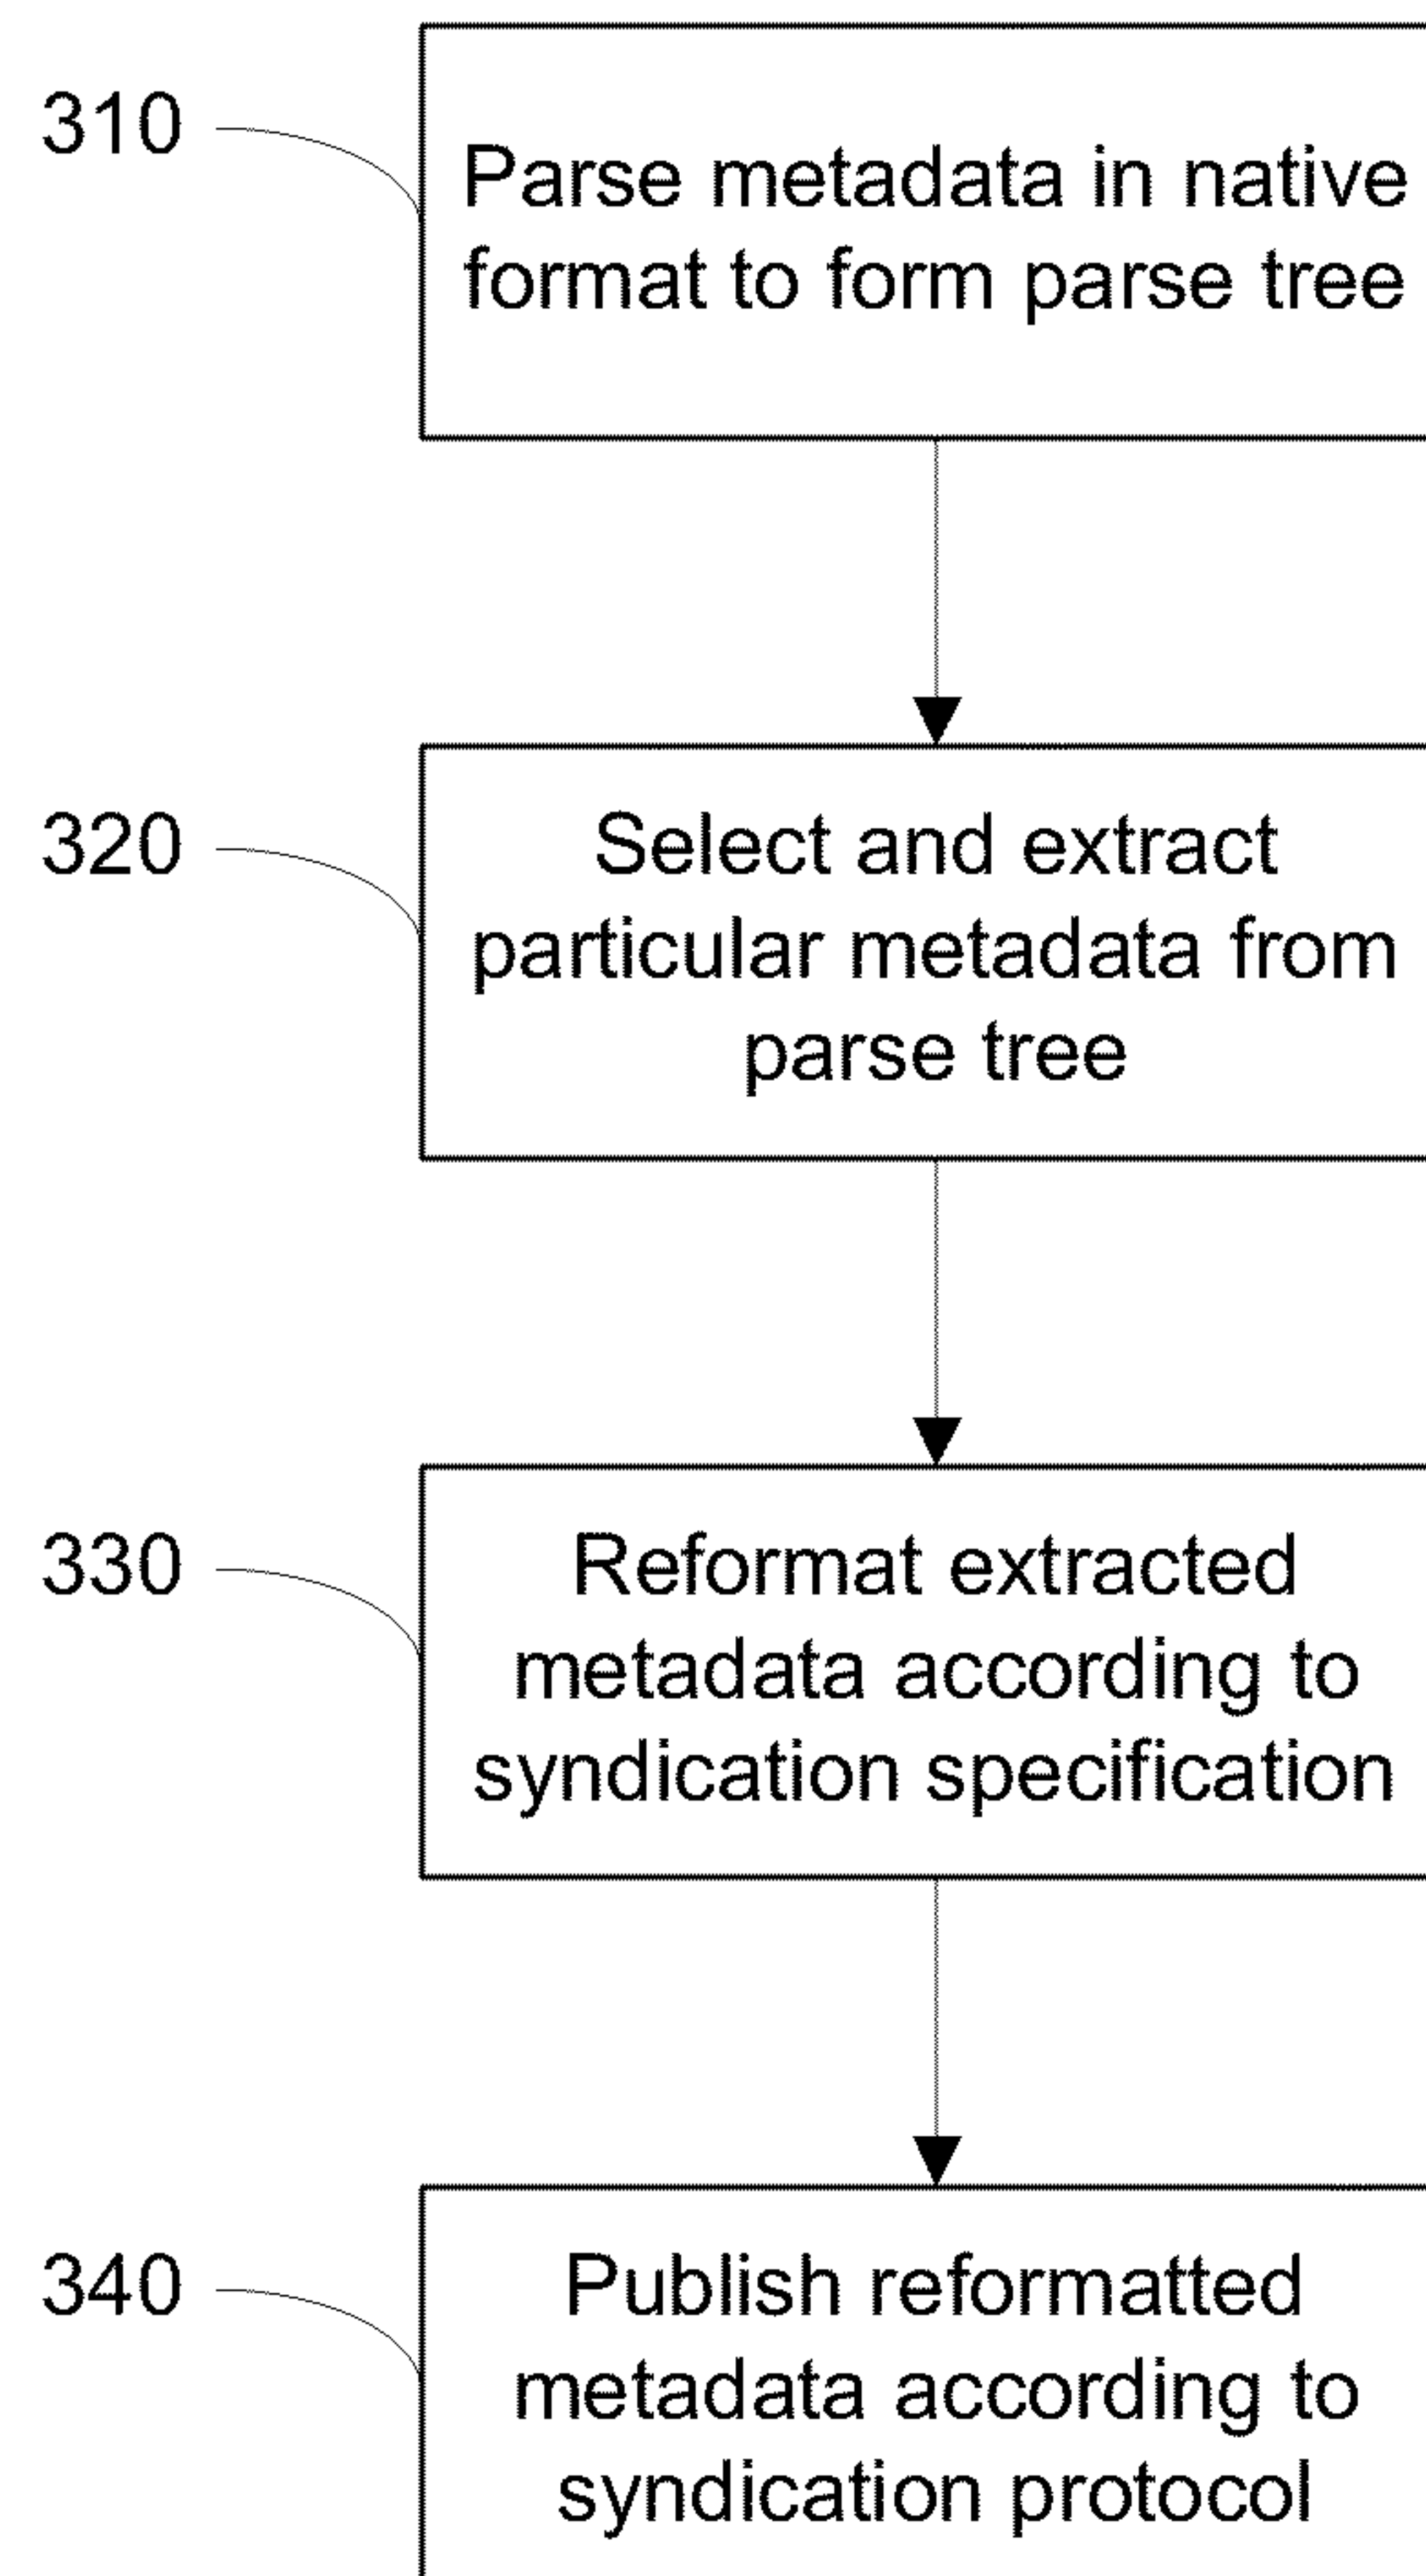 310
Parse metadata in native
format to form parse tree
320
Select and extract
particular metadata from
parse tree
330
Reformat extracted
metadata according to
syndication specification
340
Publish reformatted
metadata according to
syndication protocol